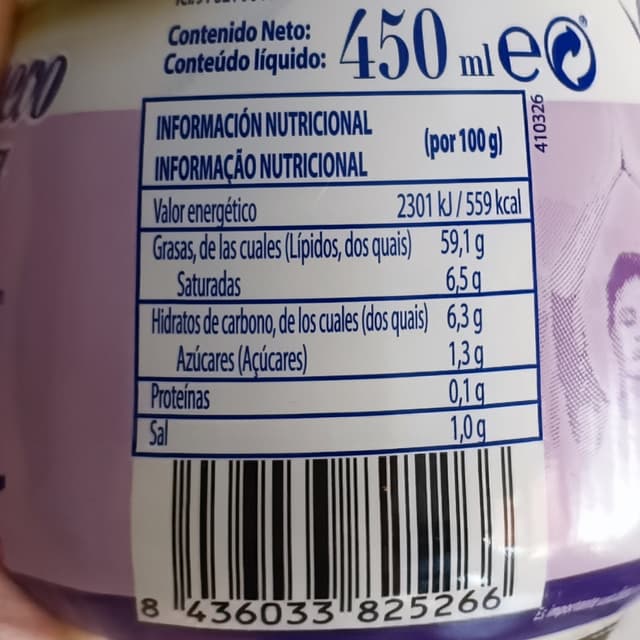 Contenido Neto:
Conteúdo líquido: 450 ml e
INFORMACIÓN NUTRICIONAL
INFORMAÇÃO NUTRICIONAL
(por 100 g)
410326
Valor energético 2301 kJ / 559 kcal
Grasas, de las cuales (Lípidos, dos quais) 59,1 g
Saturadas 6,5 g
Hidratos de carbono, de los cuales (dos quais) 6,3 g
Azúcares (Açúcares) 1,3 g
Proteínas 0,1 g
Sal 1,0 g
8 436033 825266
Es importante